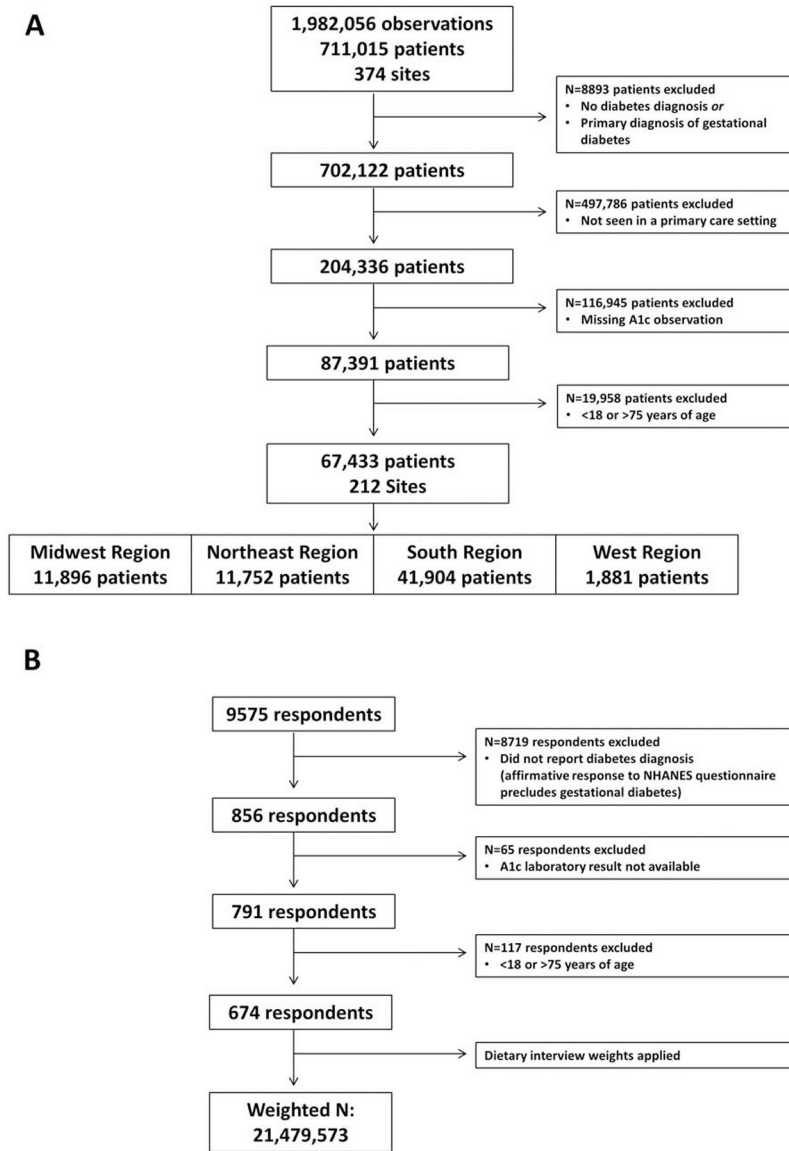 A
1,982,056 observations
711,015 patients
374 sites
N=8893 patients excluded
• No diabetes diagnosis or
• Primary diagnosis of gestational
diabetes
702,122 patients
N=497,786 patients excluded
• Not seen in a primary care setting
204,336 patients
N=116,945 patients excluded
• Missing A1c observation
87,391 patients
N=19,958 patients excluded
• <18 or >75 years of age
67,433 patients
212 Sites
Midwest Region
11,896 patients
Northeast Region
11,752 patients
South Region
41,904 patients
West Region
1,881 patients
B
9575 respondents
N=8719 respondents excluded
• Did not report diabetes diagnosis
(affirmative response to NHANES questionnaire
precludes gestational diabetes)
856 respondents
N=65 respondents excluded
• A1c laboratory result not available
791 respondents
N=117 respondents excluded
• <18 or >75 years of age
674 respondents
Dietary interview weights applied
Weighted N:
21,479,573